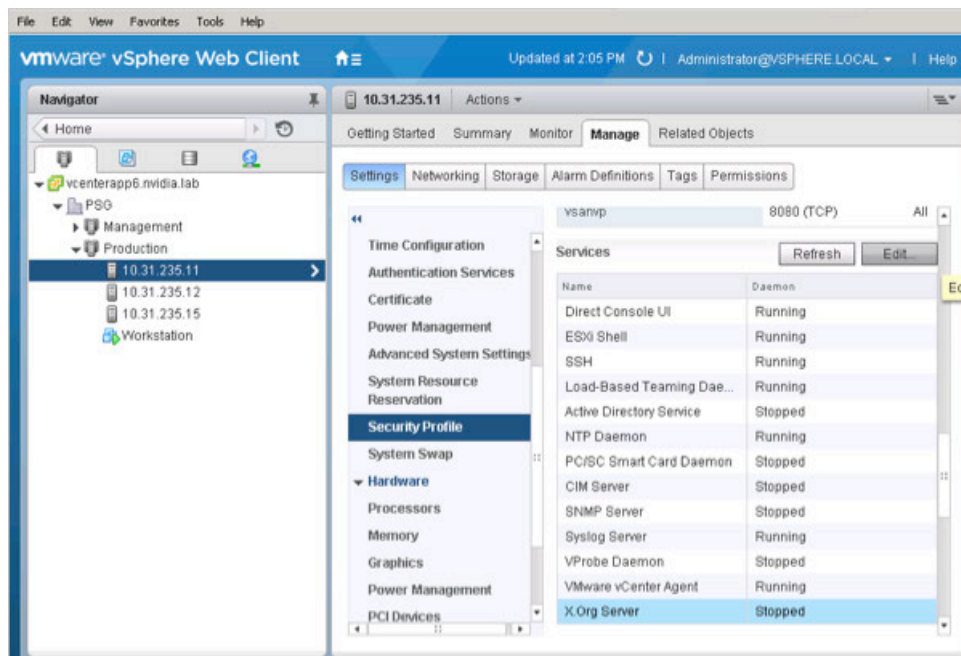 File Edit View Favorites Tools Help
vmware® vSphere Web Client
Updated at 2:05 PM | Administrator@VSPHERE.LOCAL | Help
Navigator
Home
vcenterapp6.nvidia.lab
PSG
Management
Production
10.31.235.11
10.31.235.12
10.31.235.15
Workstation
10.31.235.11 Actions
Getting Started Summary Monitor Manage Related Objects
Settings Networking Storage Alarm Definitions Tags Permissions
Time Configuration
Authentication Services
Certificate
Power Management
Advanced System Settings
System Resource
Reservation
Security Profile
System Swap
Hardware
Processors
Memory
Graphics
Power Management
PCI Devices
vsanvp 8080 (TCP) All
Services Refresh Edit...
Name Daemon
Direct Console UI Running
ESXi Shell Running
SSH Running
Load-Based Teaming Dae... Running
Active Directory Service Stopped
NTP Daemon Running
PC/SC Smart Card Daemon Stopped
CIM Server Stopped
SNMP Server Stopped
Syslog Server Running
VProbe Daemon Stopped
VMware vCenter Agent Running
X.Org Server Stopped